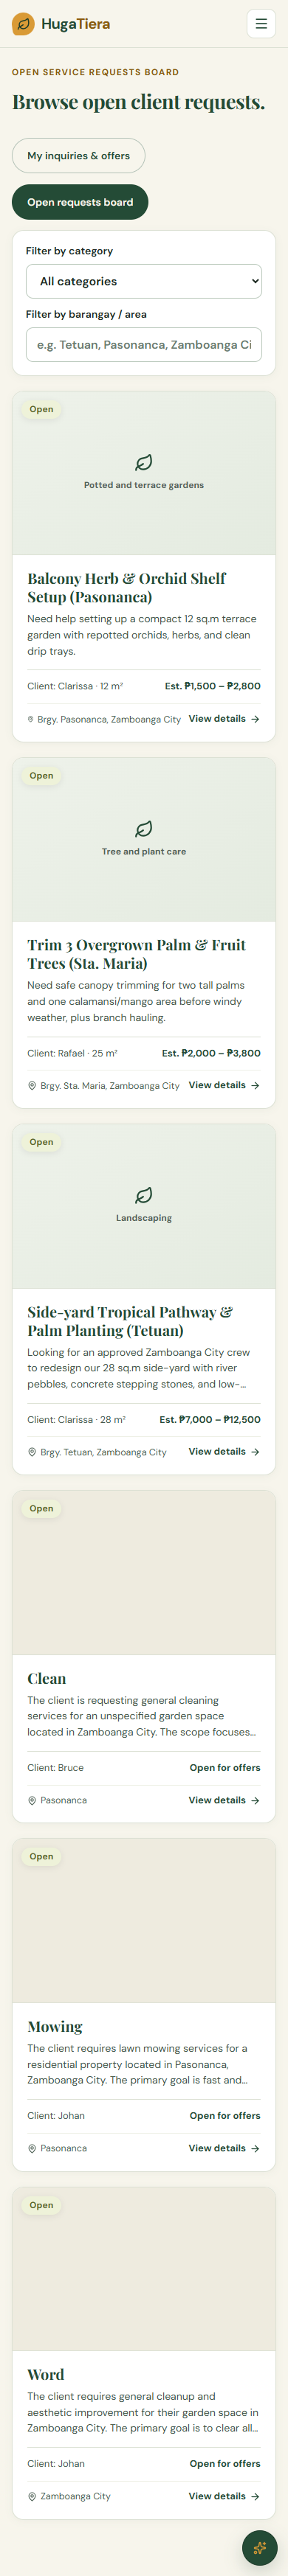 HugaTiera
OPEN SERVICE REQUESTS BOARD
Browse open client requests.
My inquiries & offers
Open requests board
Filter by category
All categories
Filter by barangay / area
e.g. Tetuan, Pasonanca, Zamboanga Ci
Open
Potted and terrace gardens
Balcony Herb & Orchid Shelf
Setup (Pasonanca)
Need help setting up a compact 12 sq.m terrace
garden with repotted orchids, herbs, and clean
drip trays.
Client: Clarissa · 12 m² Est. ₱1,500 – ₱2,800
Brgy. Pasonanca, Zamboanga City View details →
Open
Tree and plant care
Trim 3 Overgrown Palm & Fruit
Trees (Sta. Maria)
Need safe canopy trimming for two tall palms
and one calamansi/mango area before windy
weather, plus branch hauling.
Client: Rafael · 25 m² Est. ₱2,000 – ₱3,800
Brgy. Sta. Maria, Zamboanga City View details →
Open
Landscaping
Side-yard Tropical Pathway &
Palm Planting (Tetuan)
Looking for an approved Zamboanga City crew
to redesign our 28 sq.m side-yard with river
pebbles, concrete stepping stones, and low-...
Client: Clarissa · 28 m² Est. ₱7,000 – ₱12,500
Brgy. Tetuan, Zamboanga City View details →
Open
Clean
The client is requesting general cleaning
services for an unspecified garden space
located in Zamboanga City. The scope focuses...
Client: Bruce Open for offers
Pasonanca View details →
Open
Mowing
The client requires lawn mowing services for a
residential property located in Pasonanca,
Zamboanga City. The primary goal is fast and...
Client: Johan Open for offers
Pasonanca View details →
Open
Word
The client requires general cleanup and
aesthetic improvement for their garden space in
Zamboanga City. The primary goal is to clear all...
Client: Johan Open for offers
Zamboanga City View details →